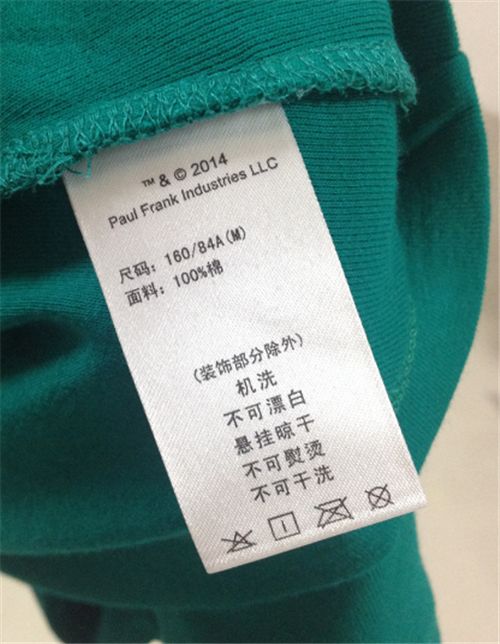 ™ & © 2014
Paul Frank Industries LLC
尺码: 160/84A(M)
面料: 100%棉
(装饰部分除外)
机洗
不可漂白
悬挂晾干
不可熨烫
不可干洗